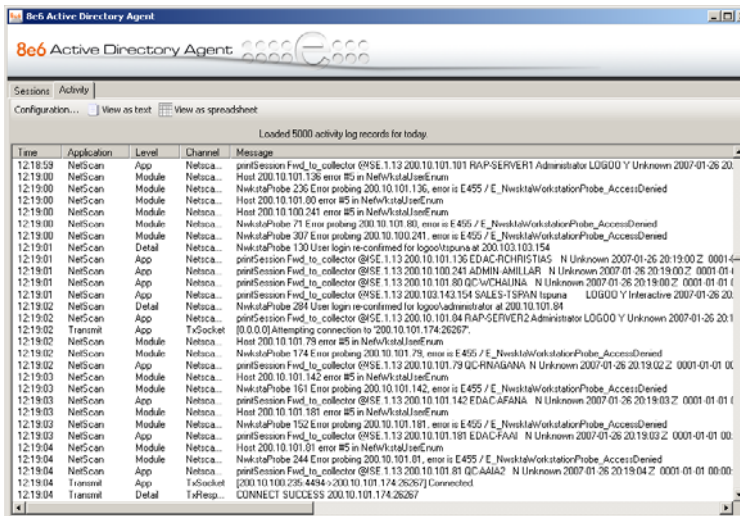 8e6 Active Directory Agent
8e6 Active Directory Agent
Sessions Activity
Configuration... View as text View as spreadsheet
Loaded 5000 activity log records for today.
Time Application Level Channel Message
12:18:59 NetScan App Netsca... printSession Fwd_to_collector @NSE.1.13 200.10.101.101 RAP-SERVER1 Administrator LOGOO Y Unknown 2007-01-26 20:
12:19:00 NetScan Module Netsca... Host 200.10.101.136 error #5 in NetWkstaUserEnum
12:19:00 NetScan Module Netsca... NwkstaProbe 236 Error probing 200.10.101.136, error is E455 / E_NwsktaWorkstationProbe_AccessDenied
12:19:00 NetScan Module Netsca... Host 200.10.101.80 error #5 in NetWkstaUserEnum
12:19:00 NetScan Module Netsca... Host 200.10.100.241 error #5 in NetWkstaUserEnum
12:19:00 NetScan Module Netsca... NwkstaProbe 71 Error probing 200.10.101.80, error is E455 / E_NwsktaWorkstationProbe_AccessDenied
12:19:00 NetScan Module Netsca... NwkstaProbe 307 Error probing 200.10.100.241, error is E455 / E_NwsktaWorkstationProbe_AccessDenied
12:19:01 NetScan Detail Netsca... NwkstaProbe 130 User login re-confirmed for logoo\tspuna at 200.103.103.154
12:19:01 NetScan App Netsca... printSession Fwd_to_collector @NSE.1.13 200.10.101.136 EDAC-RCHRISTIAS N Unknown 2007-01-26 20:19:00 Z 0001-
12:19:01 NetScan App Netsca... printSession Fwd_to_collector @NSE.1.13 200.10.100.241 ADMIN-AMILLAR N Unknown 2007-01-26 20:19:00 Z 0001-01-
12:19:01 NetScan App Netsca... printSession Fwd_to_collector @NSE.1.13 200.10.101.80 QC-WCHAUNA N Unknown 2007-01-26 20:19:00 Z 0001-01-01
12:19:01 NetScan App Netsca... printSession Fwd_to_collector @NSE.1.13 200.103.143.154 SALES-TSPAN tspuna LOGOO Y Interactive 2007-01-26 20:
12:19:02 NetScan Detail Netsca... NwkstaProbe 284 User login re-confirmed for logoo\administrator at 200.10.101.84
12:19:02 NetScan App Netsca... printSession Fwd_to_collector @NSE.1.13 200.10.101.84 RAP-SERVER2 Administrator LOGOO Y Unknown 2007-01-26 20:1
12:19:02 Transmit App TxSocket [0.0.0.0] Attempting connection to '200.10.101.174:26267'.
12:19:02 NetScan Module Netsca... Host 200.10.101.79 error #5 in NetWkstaUserEnum
12:19:02 NetScan Module Netsca... NwkstaProbe 174 Error probing 200.10.101.79, error is E455 / E_NwsktaWorkstationProbe_AccessDenied
12:19:02 NetScan App Netsca... printSession Fwd_to_collector @NSE.1.13 200.10.101.79 QC-RNAGANA N Unknown 2007-01-26 20:19:02 Z 0001-01-01 00
12:19:03 NetScan Module Netsca... Host 200.10.101.142 error #5 in NetWkstaUserEnum
12:19:03 NetScan Module Netsca... NwkstaProbe 161 Error probing 200.10.101.142, error is E455 / E_NwsktaWorkstationProbe_AccessDenied
12:19:03 NetScan App Netsca... printSession Fwd_to_collector @NSE.1.13 200.10.101.142 EDAC-AFANA N Unknown 2007-01-26 20:19:03 Z 0001-01-01
12:19:03 NetScan Module Netsca... Host 200.10.101.181 error #5 in NetWkstaUserEnum
12:19:03 NetScan Module Netsca... NwkstaProbe 152 Error probing 200.10.101.181, error is E455 / E_NwsktaWorkstationProbe_AccessDenied
12:19:03 NetScan App Netsca... printSession Fwd_to_collector @NSE.1.13 200.10.101.181 EDAC-FAAI N Unknown 2007-01-26 20:19:03 Z 0001-01-01 00:
12:19:04 NetScan Module Netsca... Host 200.10.101.81 error #5 in NetWkstaUserEnum
12:19:04 NetScan Module Netsca... NwkstaProbe 244 Error probing 200.10.101.81, error is E455 / E_NwsktaWorkstationProbe_AccessDenied
12:19:04 NetScan App Netsca... printSession Fwd_to_collector @NSE.1.13 200.10.101.81 QC-AAIA2 N Unknown 2007-01-26 20:19:04 Z 0001-01-01 00:00:
12:19:04 Transmit App TxSocket [200.10.100.235:4494->200.10.101.174:26267] Connected.
12:19:04 Transmit Detail TxResp... CONNECT SUCCESS 200.10.101.174:26267